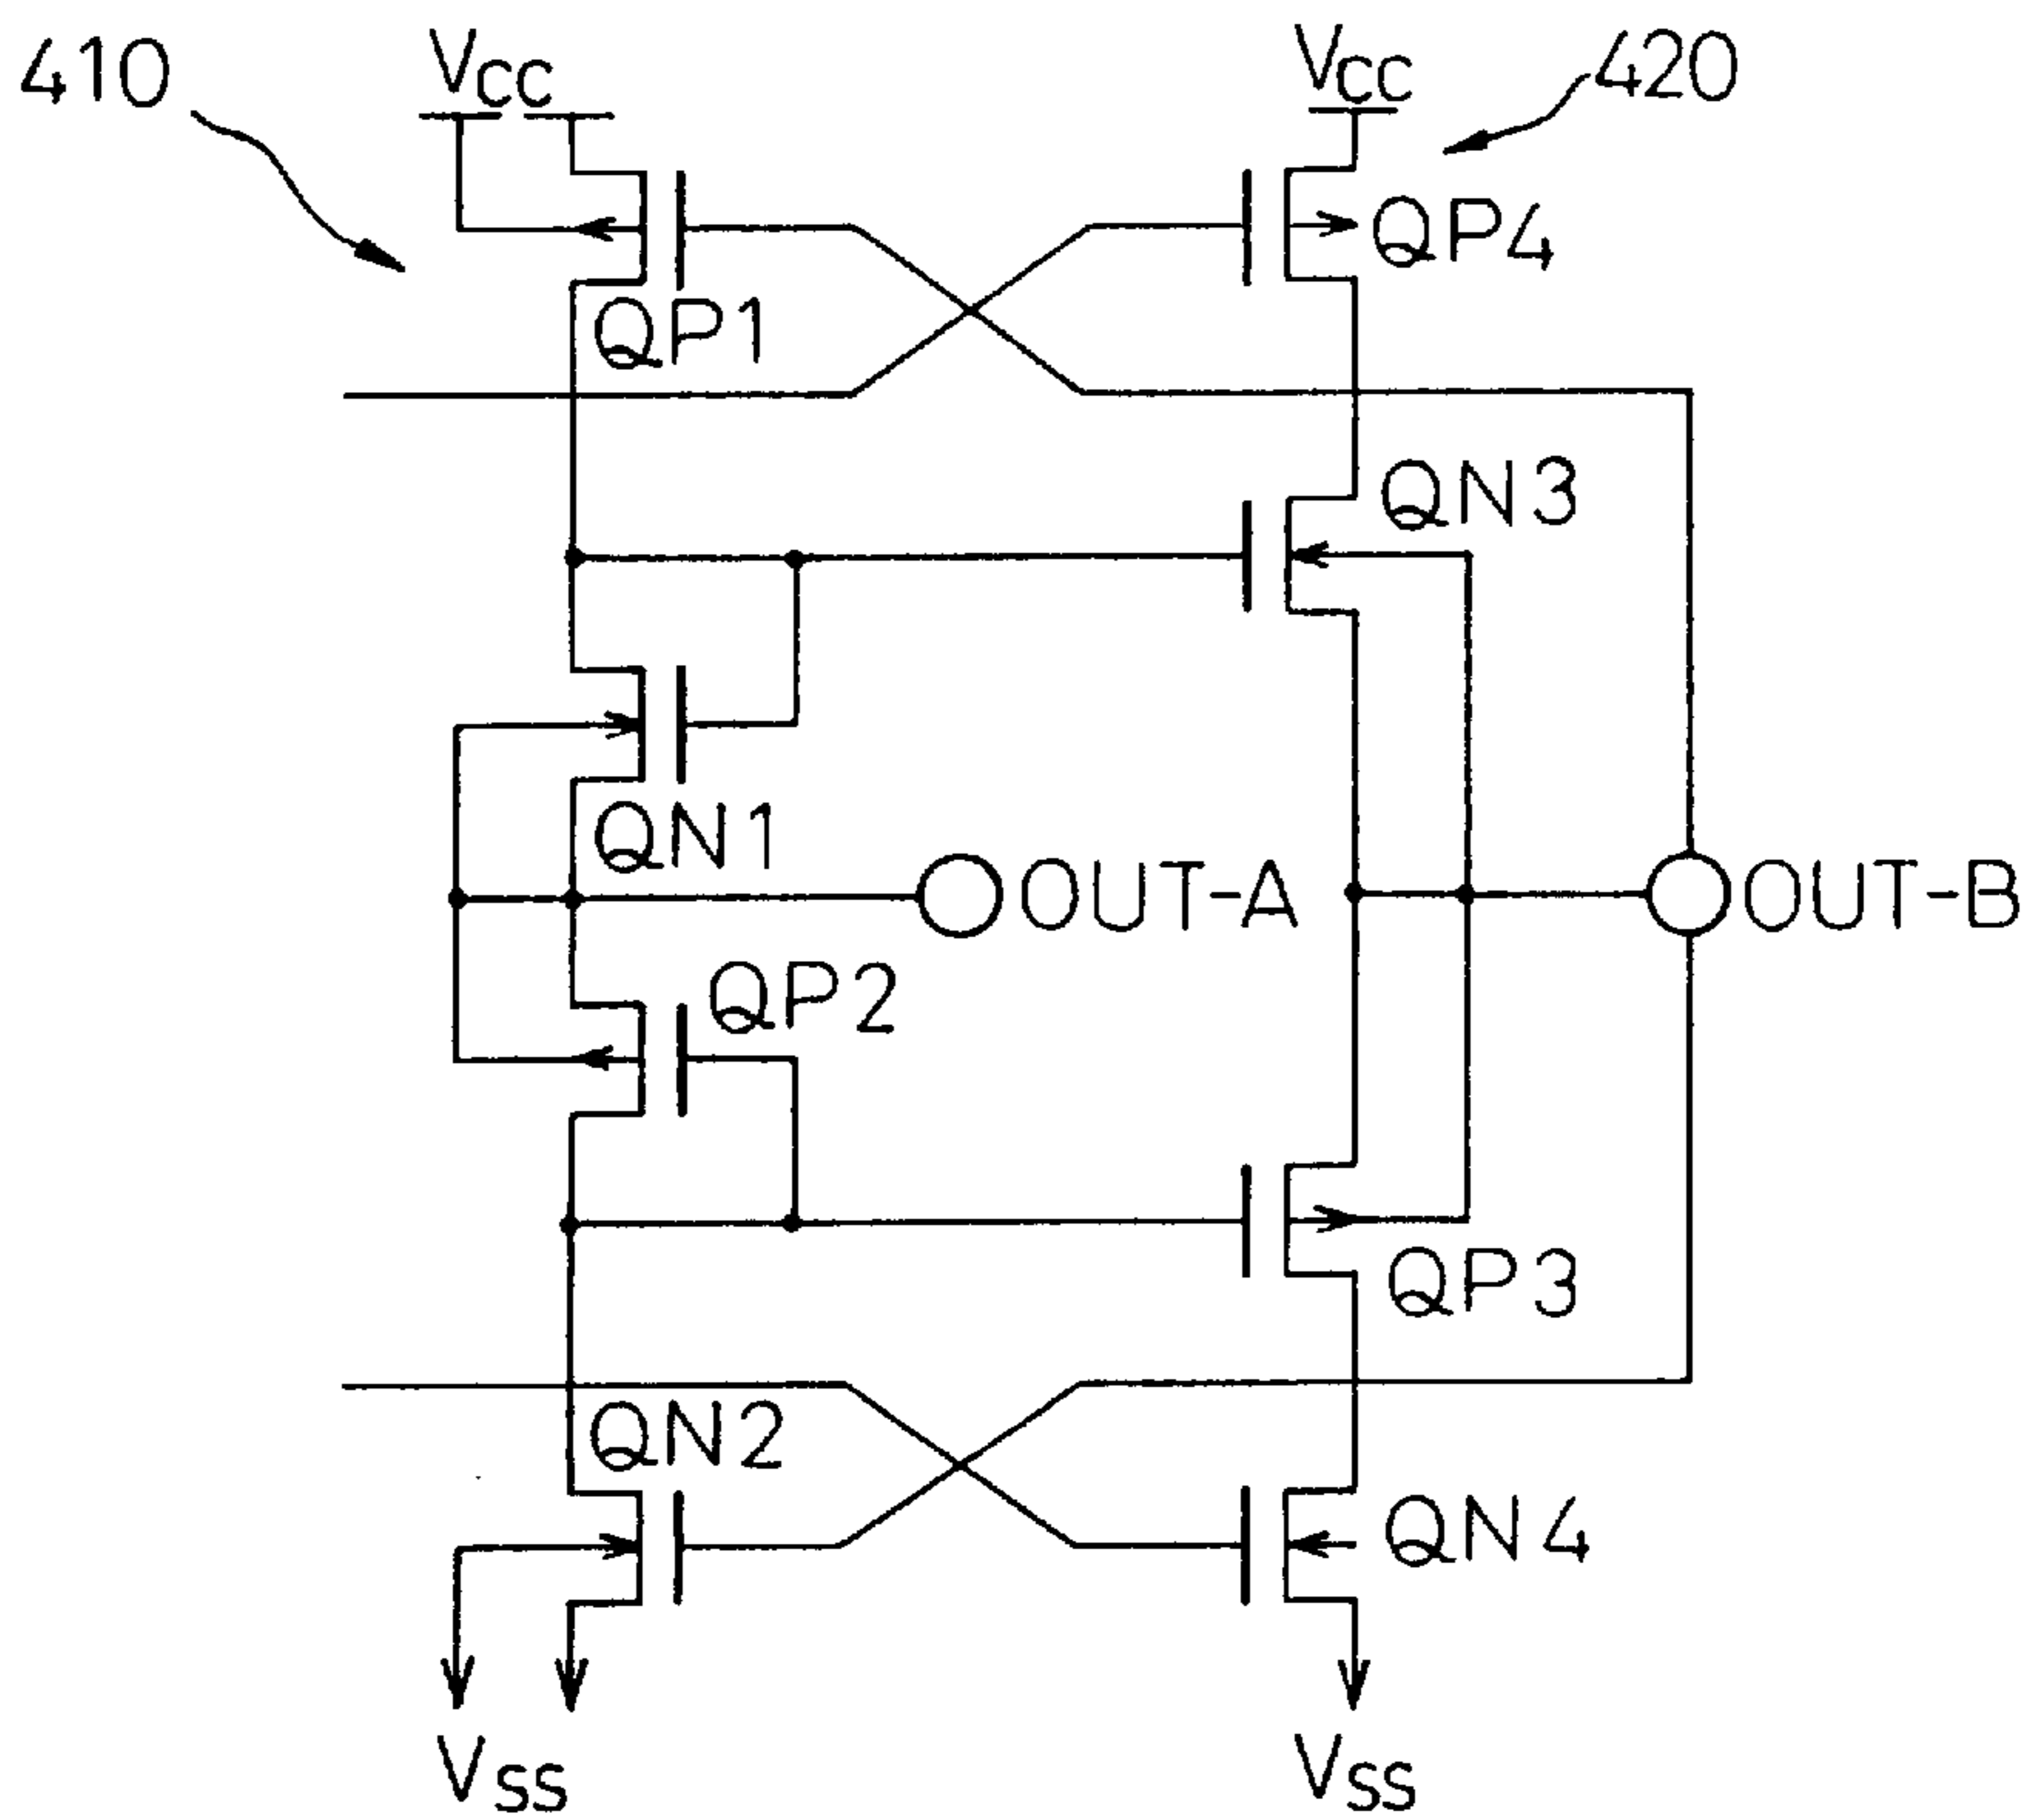 410
VCC
VCC
420
QP4
QP1
QN3
QN1
OUT-A
OUT-B
QP2
QP3
QN2
QN4
VSS
VSS